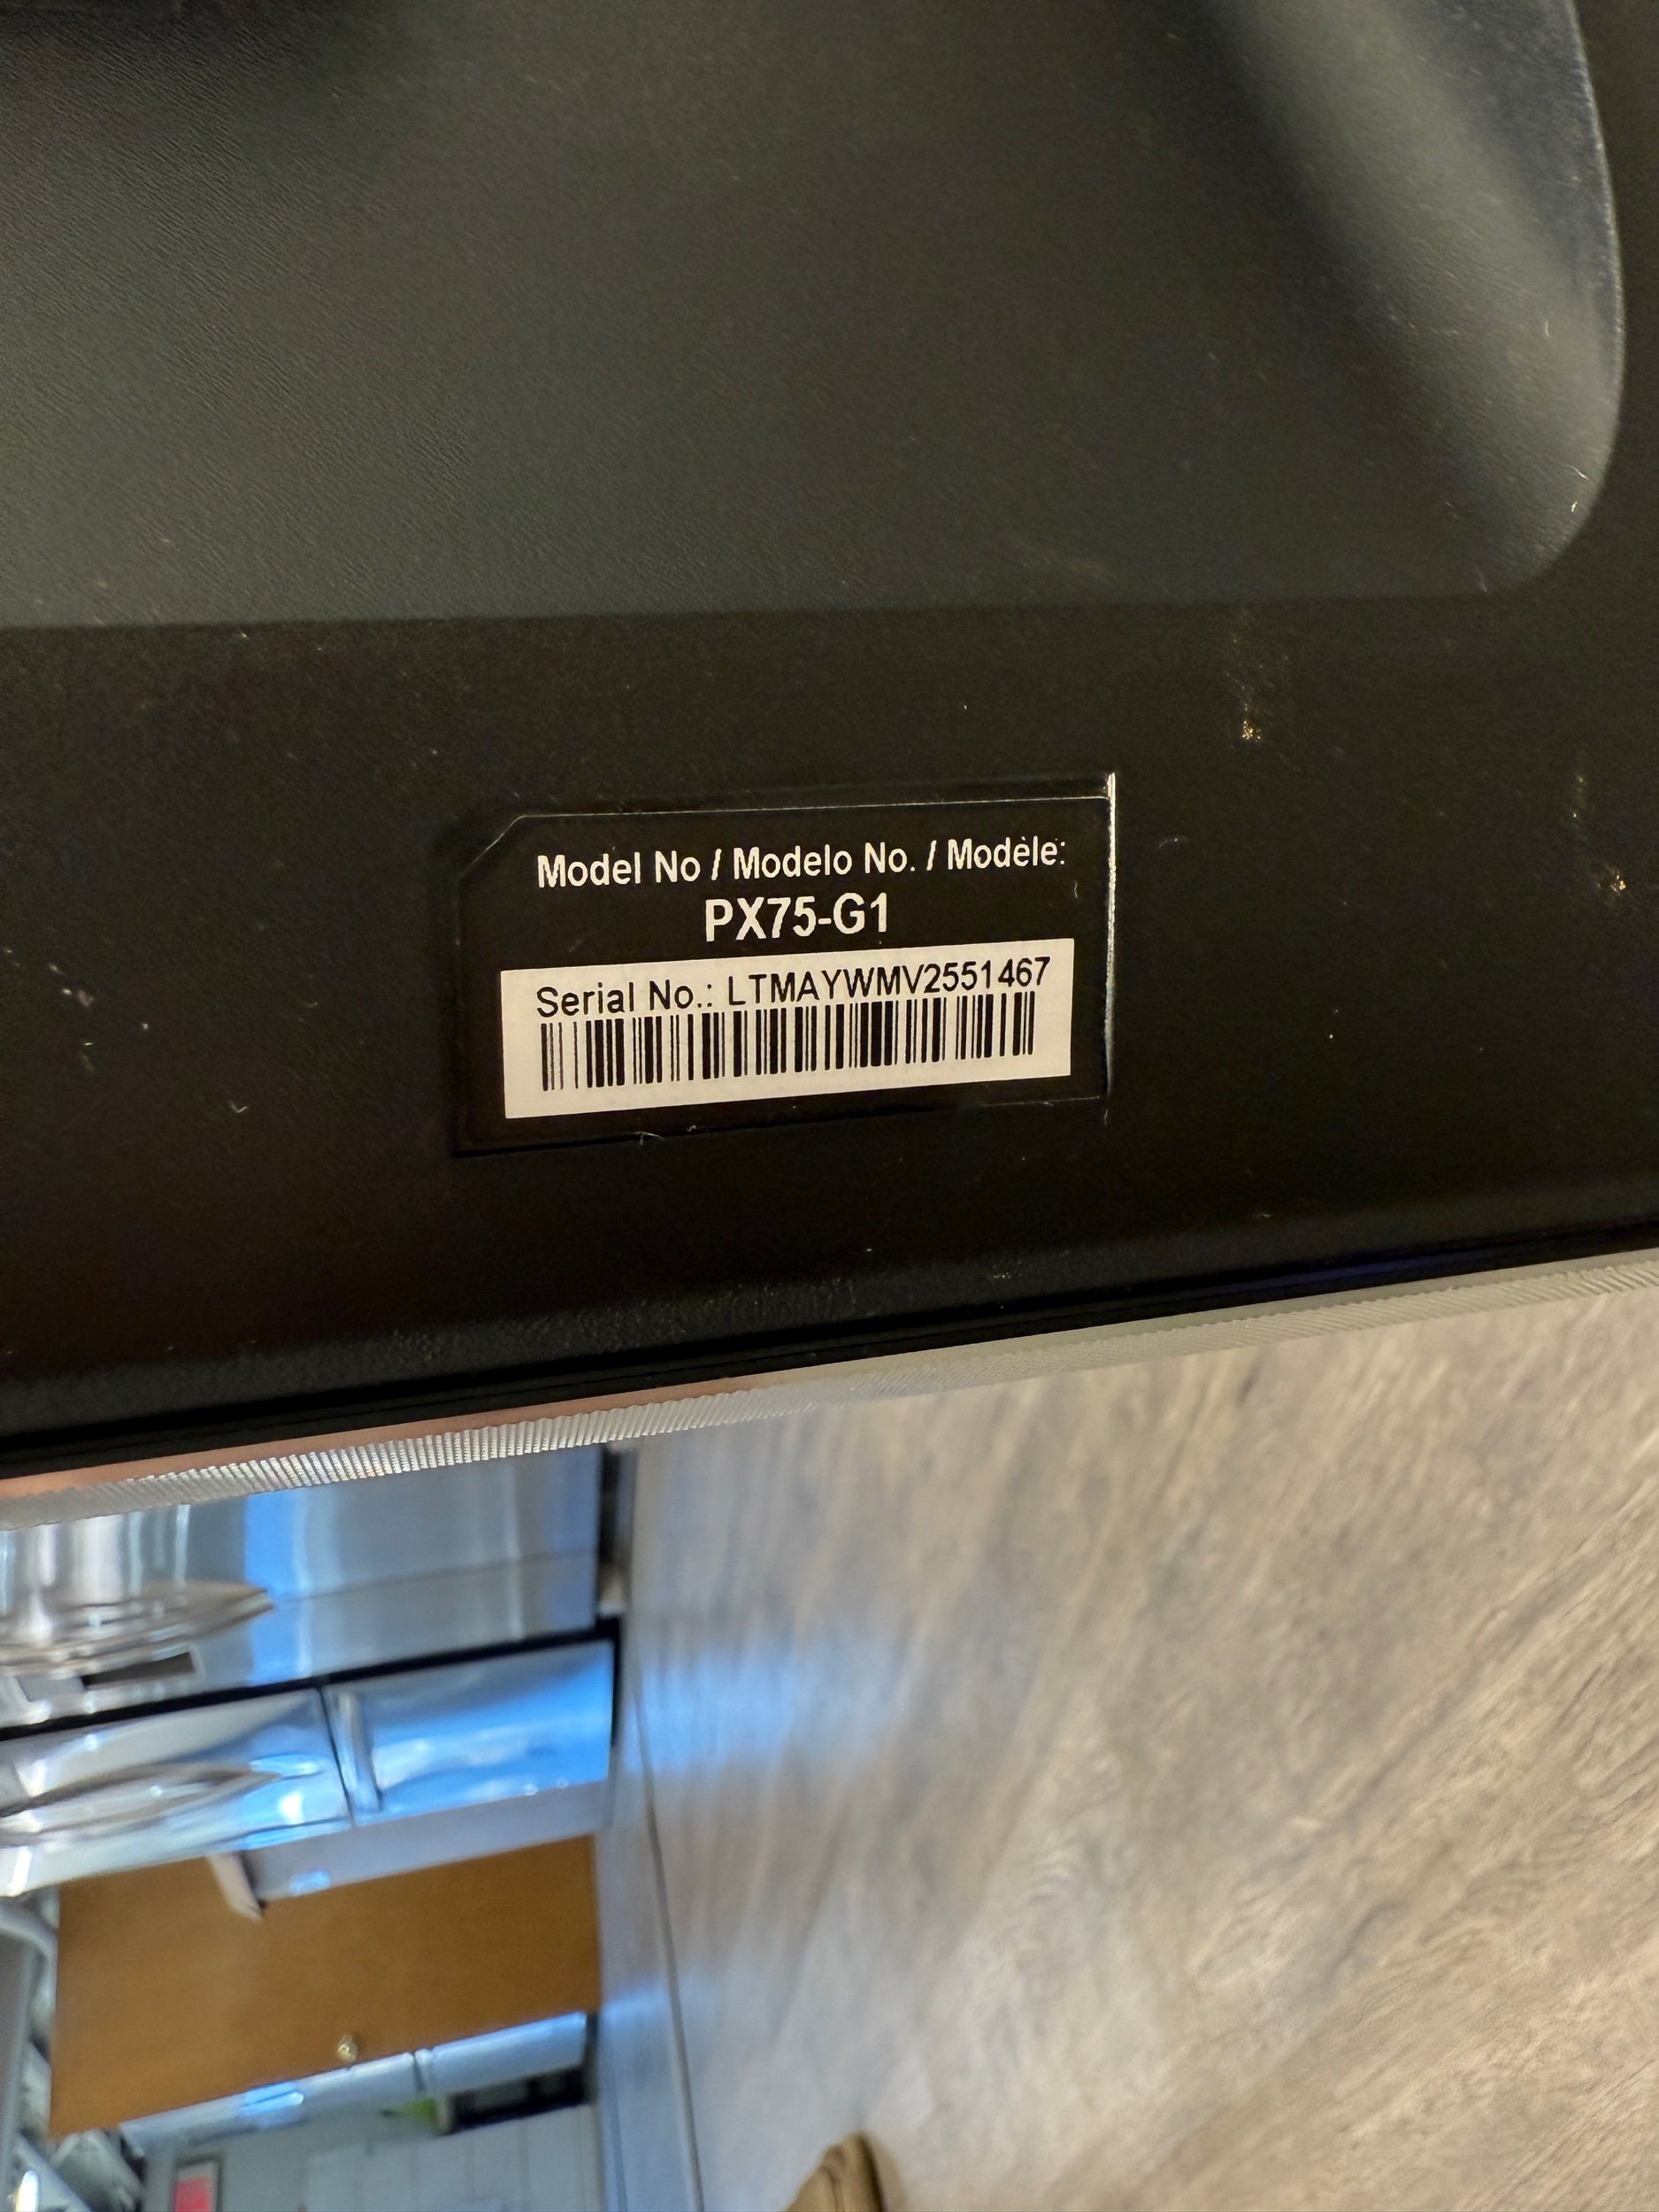 Model No / Modelo No. / Modèle:
PX75-G1
Serial No.: LTMAYWMV2551467